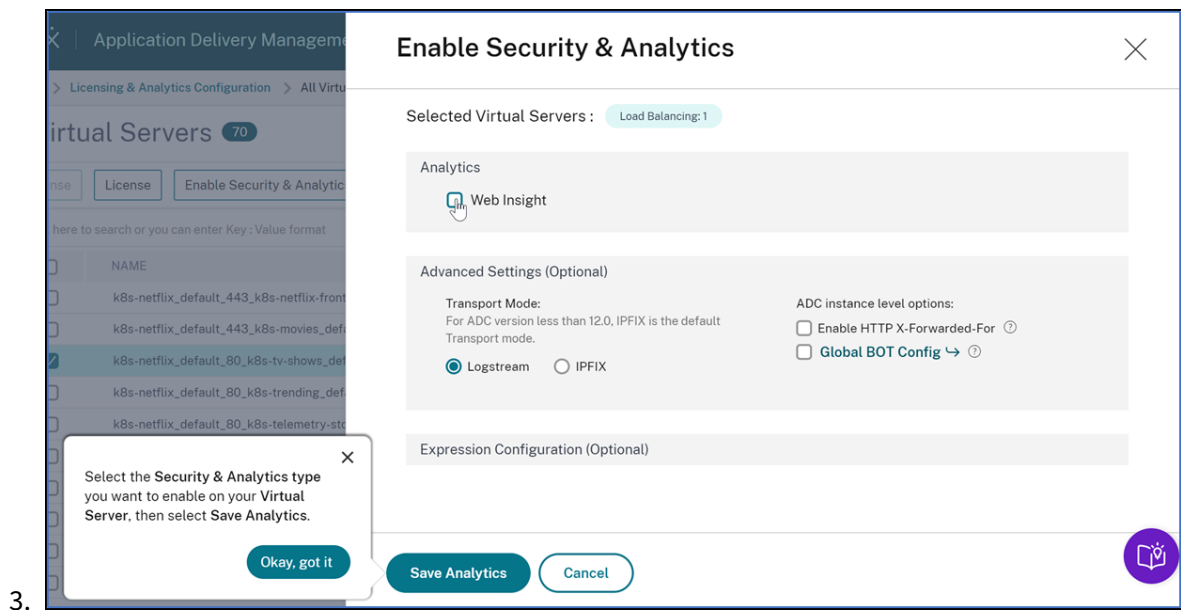 Application Delivery Manageme
Licensing & Analytics Configuration > All Virtu
irtual Servers 70
nse License Enable Security & Analytic
here to search or you can enter Key : Value format
NAME
k8s-netflix_default_443_k8s-netflix-front
k8s-netflix_default_443_k8s-movies_def
k8s-netflix_default_80_k8s-tv-shows_def
k8s-netflix_default_80_k8s-trending_def
k8s-netflix_default_80_k8s-telemetry-sto
Select the Security & Analytics type
you want to enable on your Virtual
Server, then select Save Analytics.
Okay, got it
Enable Security & Analytics
Selected Virtual Servers : Load Balancing: 1
Analytics
Web Insight
Advanced Settings (Optional)
Transport Mode:
For ADC version less than 12.0, IPFIX is the default
Transport mode.
Logstream IPFIX
ADC instance level options:
Enable HTTP X-Forwarded-For ?
Global BOT Config ↪ ?
Expression Configuration (Optional)
Save Analytics Cancel
3.